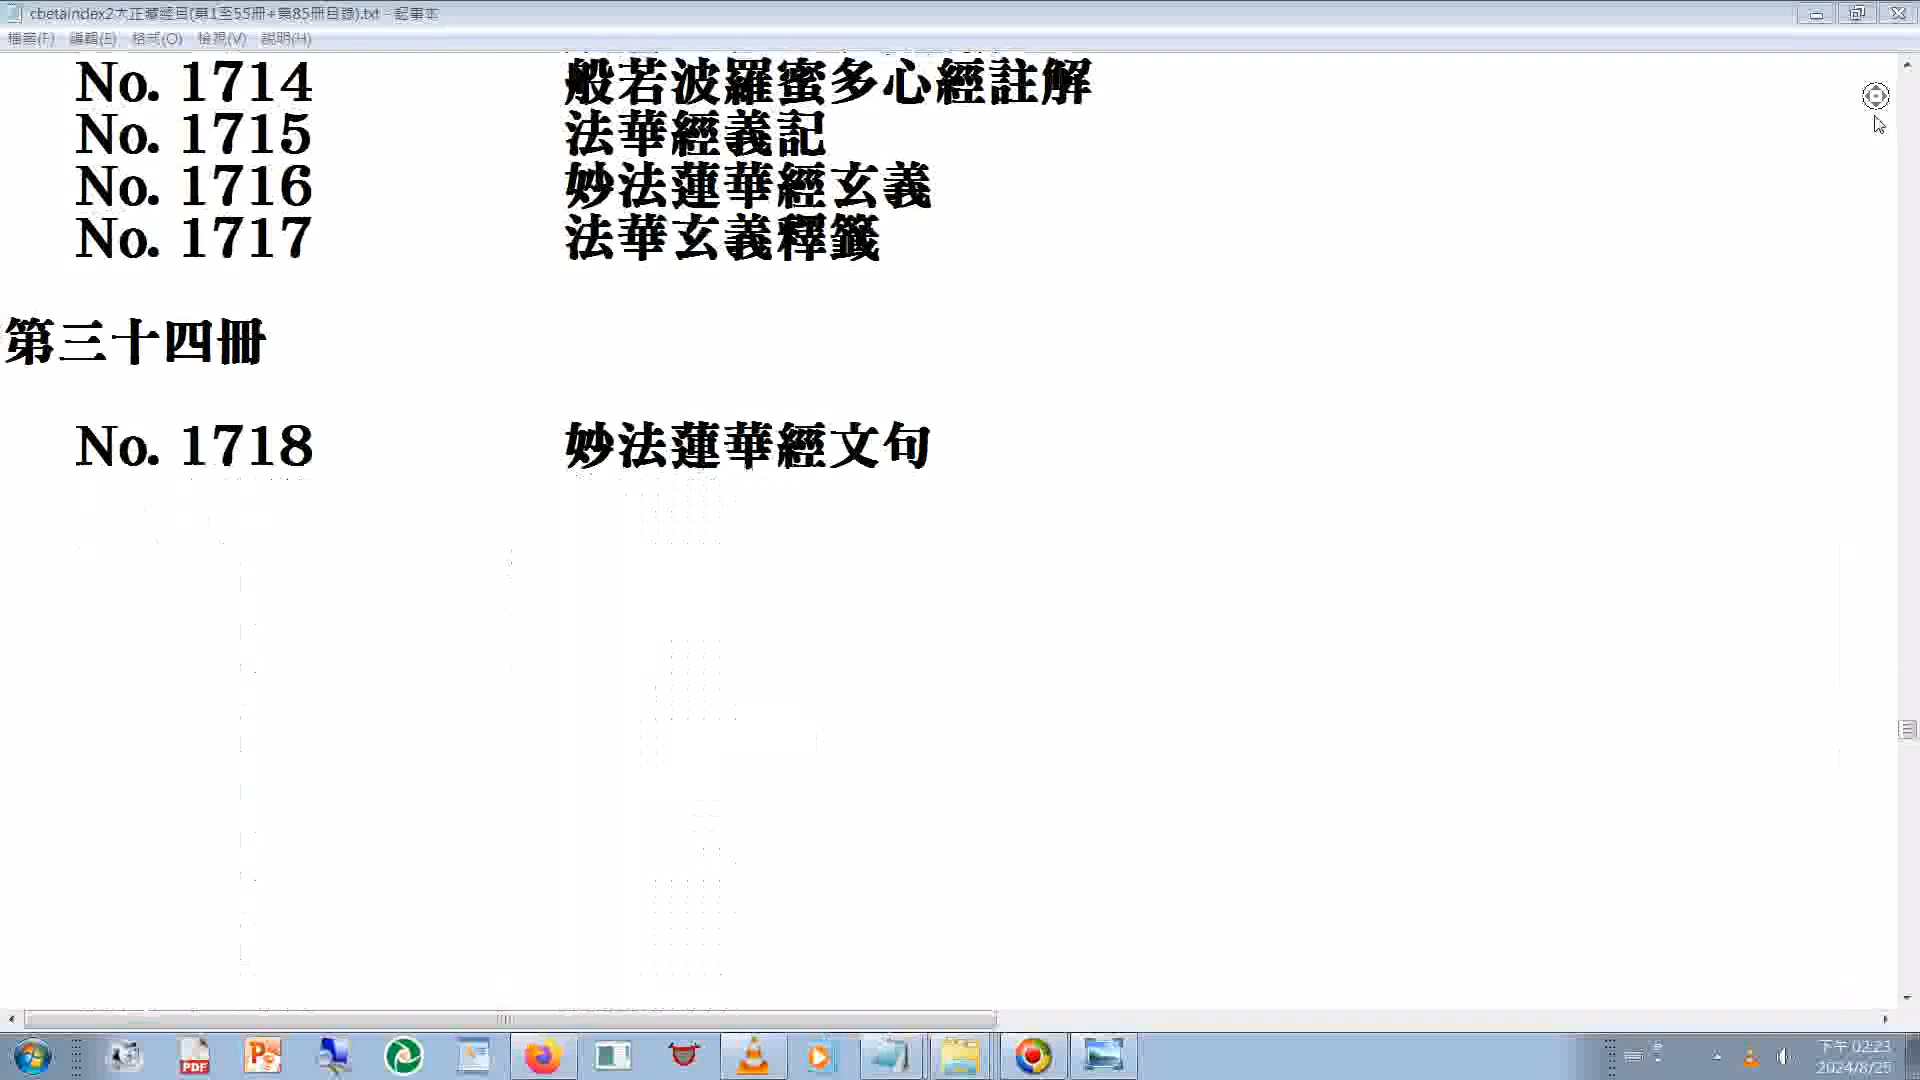 cbetaindex2大正藏經目(第1至55冊+第85冊目錄).txt - 記事本
檔案(F) 編輯(E) 格式(O) 檢視(V) 說明(H)
No. 1714 般若波羅蜜多心經註解
No. 1715 法華經義記
No. 1716 妙法蓮華經玄義
No. 1717 法華玄義釋籤
第三十四冊
No. 1718 妙法蓮華經文句
PDF
下午 02:23
2024/8/25